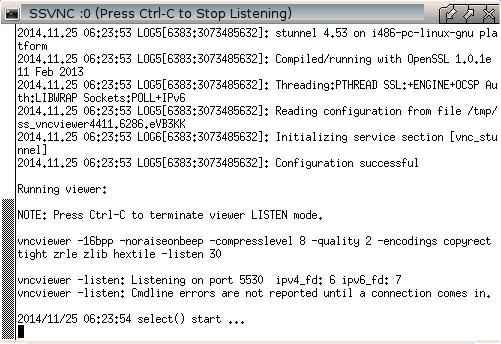 SSVNC :0 (Press Ctrl-C to Stop Listening)
2014.11.25 06:23:53 LOG5[6383:3073485632]: stunnel 4.53 on i486-pc-linux-gnu pla
tform
2014.11.25 06:23:53 LOG5[6383:3073485632]: Compiled/running with OpenSSL 1.0.1e
11 Feb 2013
2014.11.25 06:23:53 LOG5[6383:3073485632]: Threading:PTHREAD SSL:+ENGINE+OCSP Au
th:LIBWRAP Sockets:POLL+IPv6
2014.11.25 06:23:53 LOG5[6383:3073485632]: Reading configuration from file /tmp/
ss_vncviewer4411.6286.eVB3KK
2014.11.25 06:23:53 LOG5[6383:3073485632]: Initializing service section [vnc_stu
nnel]
2014.11.25 06:23:53 LOG5[6383:3073485632]: Configuration successful
Running viewer:
NOTE: Press Ctrl-C to terminate viewer LISTEN mode.
vncviewer -16bpp -noraiseonbeep -compresslevel 8 -quality 2 -encodings copyrect
tight zrle zlib hextile -listen 30
vncviewer -listen: Listening on port 5530  ipv4_fd: 6 ipv6_fd: 7
vncviewer -listen: Cmdline errors are not reported until a connection comes in.
2014/11/25 06:23:54 select() start ...